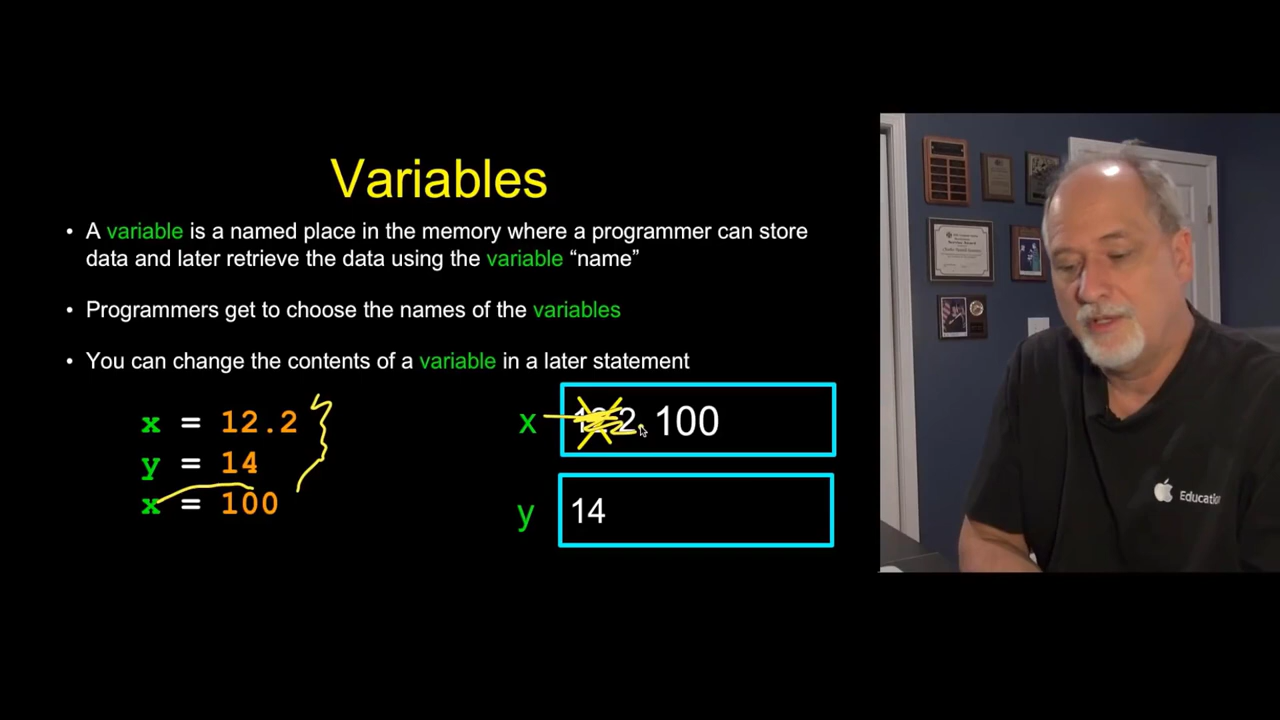 Variables
• A variable is a named place in the memory where a programmer can store
data and later retrieve the data using the variable “name”
• Programmers get to choose the names of the variables
• You can change the contents of a variable in a later statement
x = 12.2
y = 14
x = 100
x 12.2 100
y 14
Education